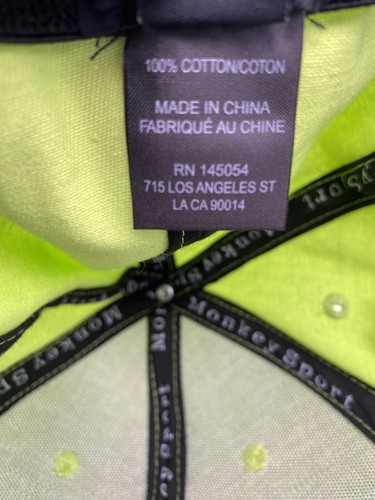 100% COTTON/COTON
MADE IN CHINA
FABRIQUÉ AU CHINE
RN 145054
715 LOS ANGELES ST
LA CA 90014
Monkey Sport
Monkey Sp
Monkey Sport